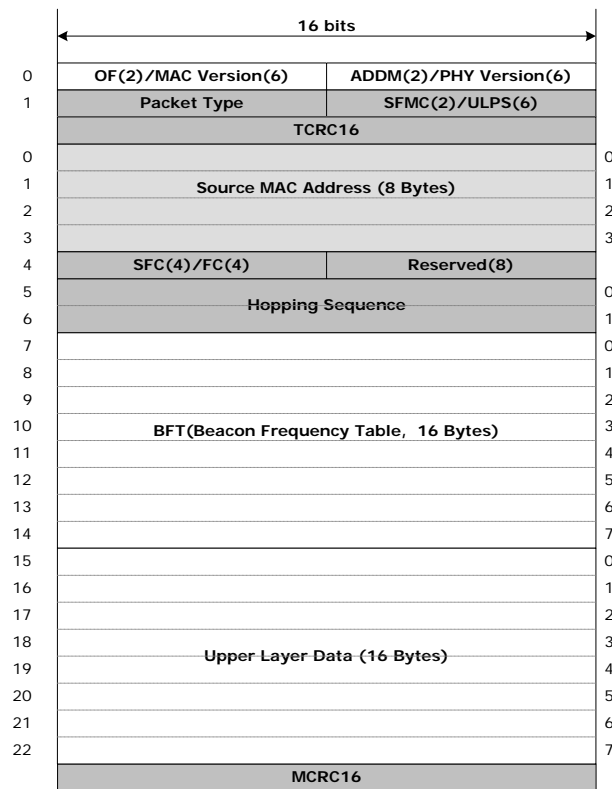 16 bits
0 OF(2)/MAC Version(6) ADDM(2)/PHY Version(6)
1 Packet Type SFMC(2)/ULPS(6)
TCRC16
0 0
1 Source MAC Address (8 Bytes) 1
2 2
3 3
4 SFC(4)/FC(4) Reserved(8)
5 Hopping Sequence 0
6 1
7 0
8 1
9 2
10 BFT(Beacon Frequency Table, 16 Bytes) 3
11 4
12 5
13 6
14 7
15 0
16 1
17 2
18 Upper Layer Data (16 Bytes) 3
19 4
20 5
21 6
22 7
MCRC16